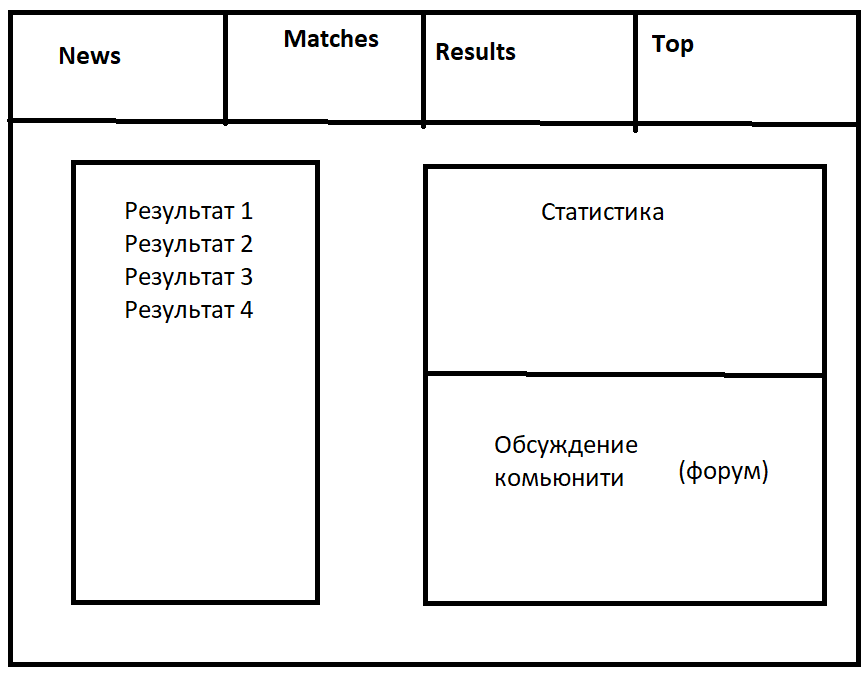 News
Matches
Results
Top
Результат 1
Результат 2
Результат 3
Результат 4
Статистика
Обсуждение
комьюнити (форум)